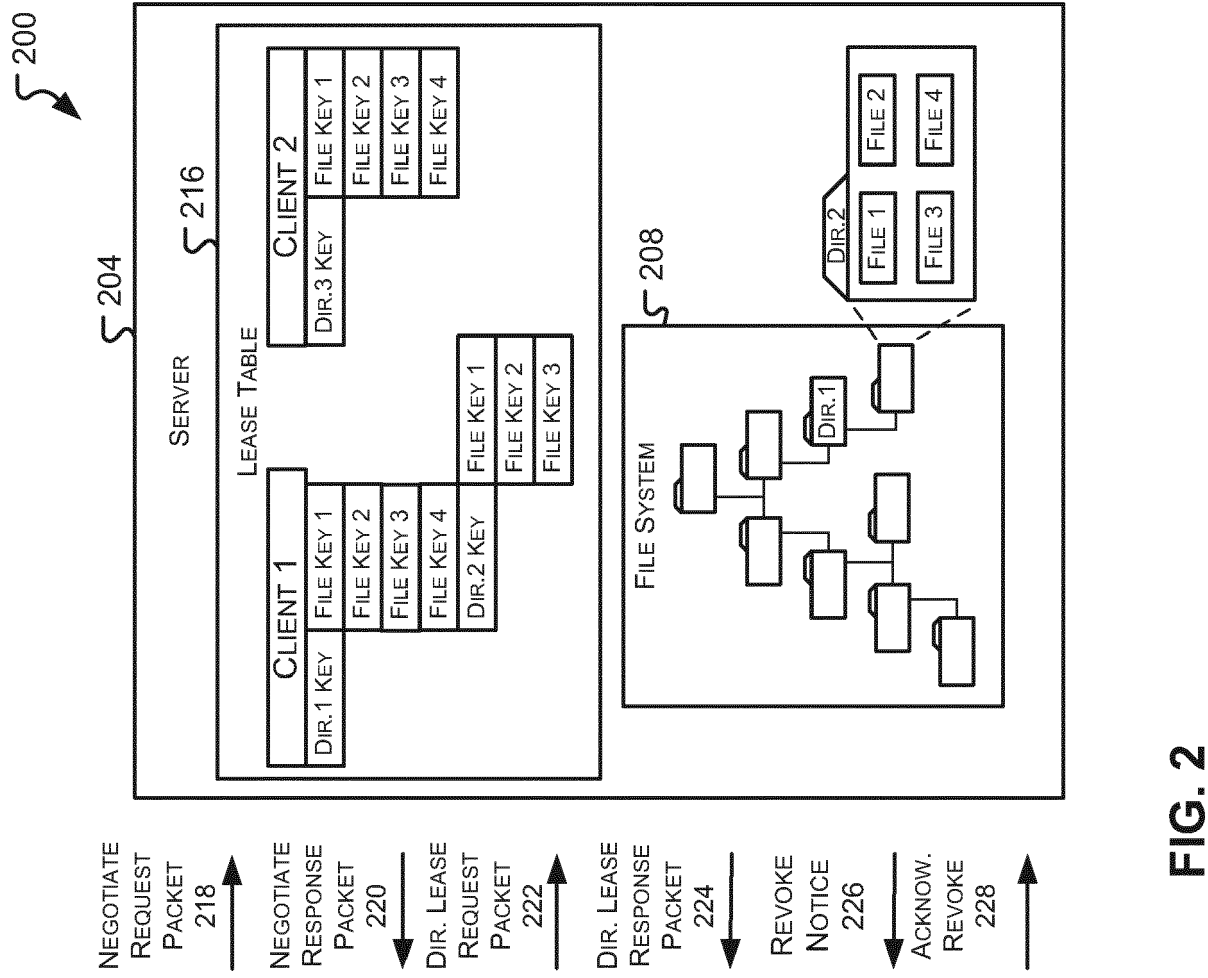 200
204
SERVER
216
LEASE TABLE
CLIENT 1
DIR.1 KEY
FILE KEY 1
FILE KEY 2
FILE KEY 3
FILE KEY 4
DIR.2 KEY
FILE KEY 1
FILE KEY 2
FILE KEY 3
CLIENT 2
DIR.3 KEY
FILE KEY 1
FILE KEY 2
FILE KEY 3
FILE KEY 4
208
FILE SYSTEM
DIR.1
DIR.2
FILE 1
FILE 2
FILE 3
FILE 4
NEGOTIATE
REQUEST
PACKET
218
NEGOTIATE
RESPONSE
PACKET
220
DIR. LEASE
REQUEST
PACKET
222
DIR. LEASE
RESPONSE
PACKET
224
REVOKE
NOTICE
226
ACKNOW.
REVOKE
228
FIG. 2